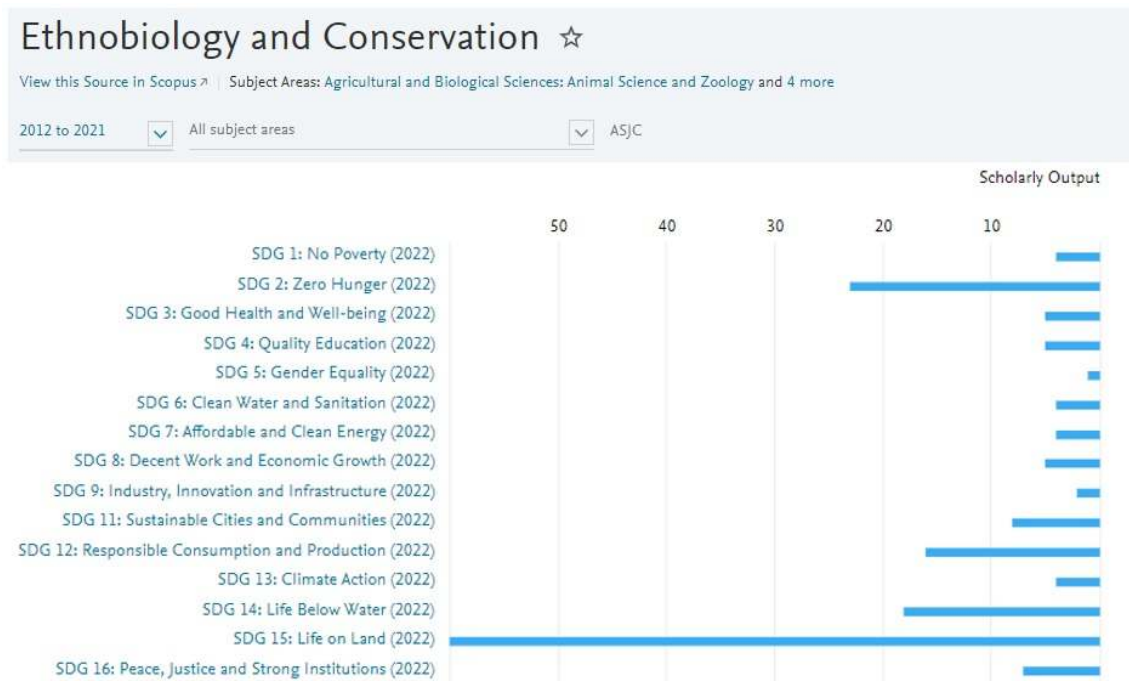 Ethnobiology and Conservation ☆
View this Source in Scopus ↗ | Subject Areas: Agricultural and Biological Sciences: Animal Science and Zoology and 4 more
2012 to 2021 All subject areas ASJC
Scholarly Output
50 40 30 20 10
SDG 1: No Poverty (2022)
SDG 2: Zero Hunger (2022)
SDG 3: Good Health and Well-being (2022)
SDG 4: Quality Education (2022)
SDG 5: Gender Equality (2022)
SDG 6: Clean Water and Sanitation (2022)
SDG 7: Affordable and Clean Energy (2022)
SDG 8: Decent Work and Economic Growth (2022)
SDG 9: Industry, Innovation and Infrastructure (2022)
SDG 11: Sustainable Cities and Communities (2022)
SDG 12: Responsible Consumption and Production (2022)
SDG 13: Climate Action (2022)
SDG 14: Life Below Water (2022)
SDG 15: Life on Land (2022)
SDG 16: Peace, Justice and Strong Institutions (2022)